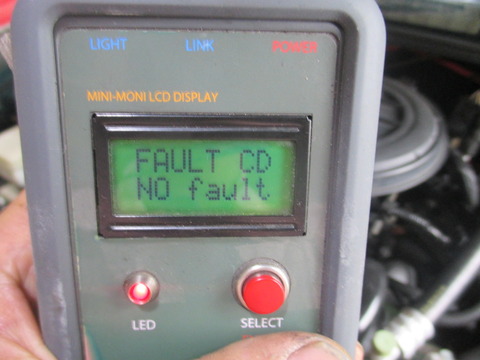 LIGHT LINK POWER
MINI-MONI LCD DISPLAY
FAULT CD
NO fault
LED SELECT